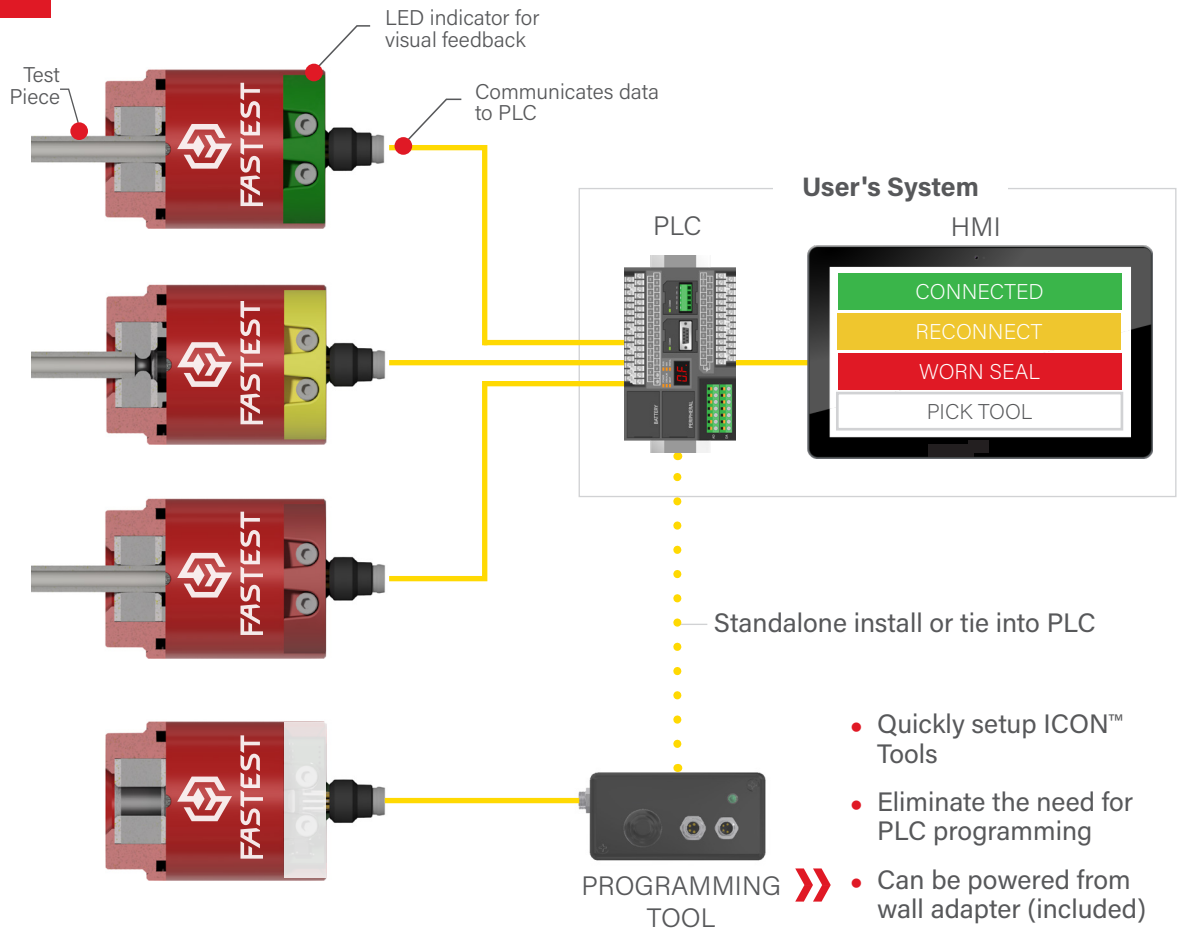 LED indicator for
visual feedback
Test
Piece
Communicates data
to PLC
FASTEST
User's System
PLC
HMI
CONNECTED
RECONNECT
WORN SEAL
PICK TOOL
BATTERY
PERIPHERAL
FASTEST
FASTEST
Standalone install or tie into PLC
FASTEST
PROGRAMMING
TOOL
• Quickly setup ICON™
Tools
• Eliminate the need for
PLC programming
• Can be powered from
wall adapter (included)